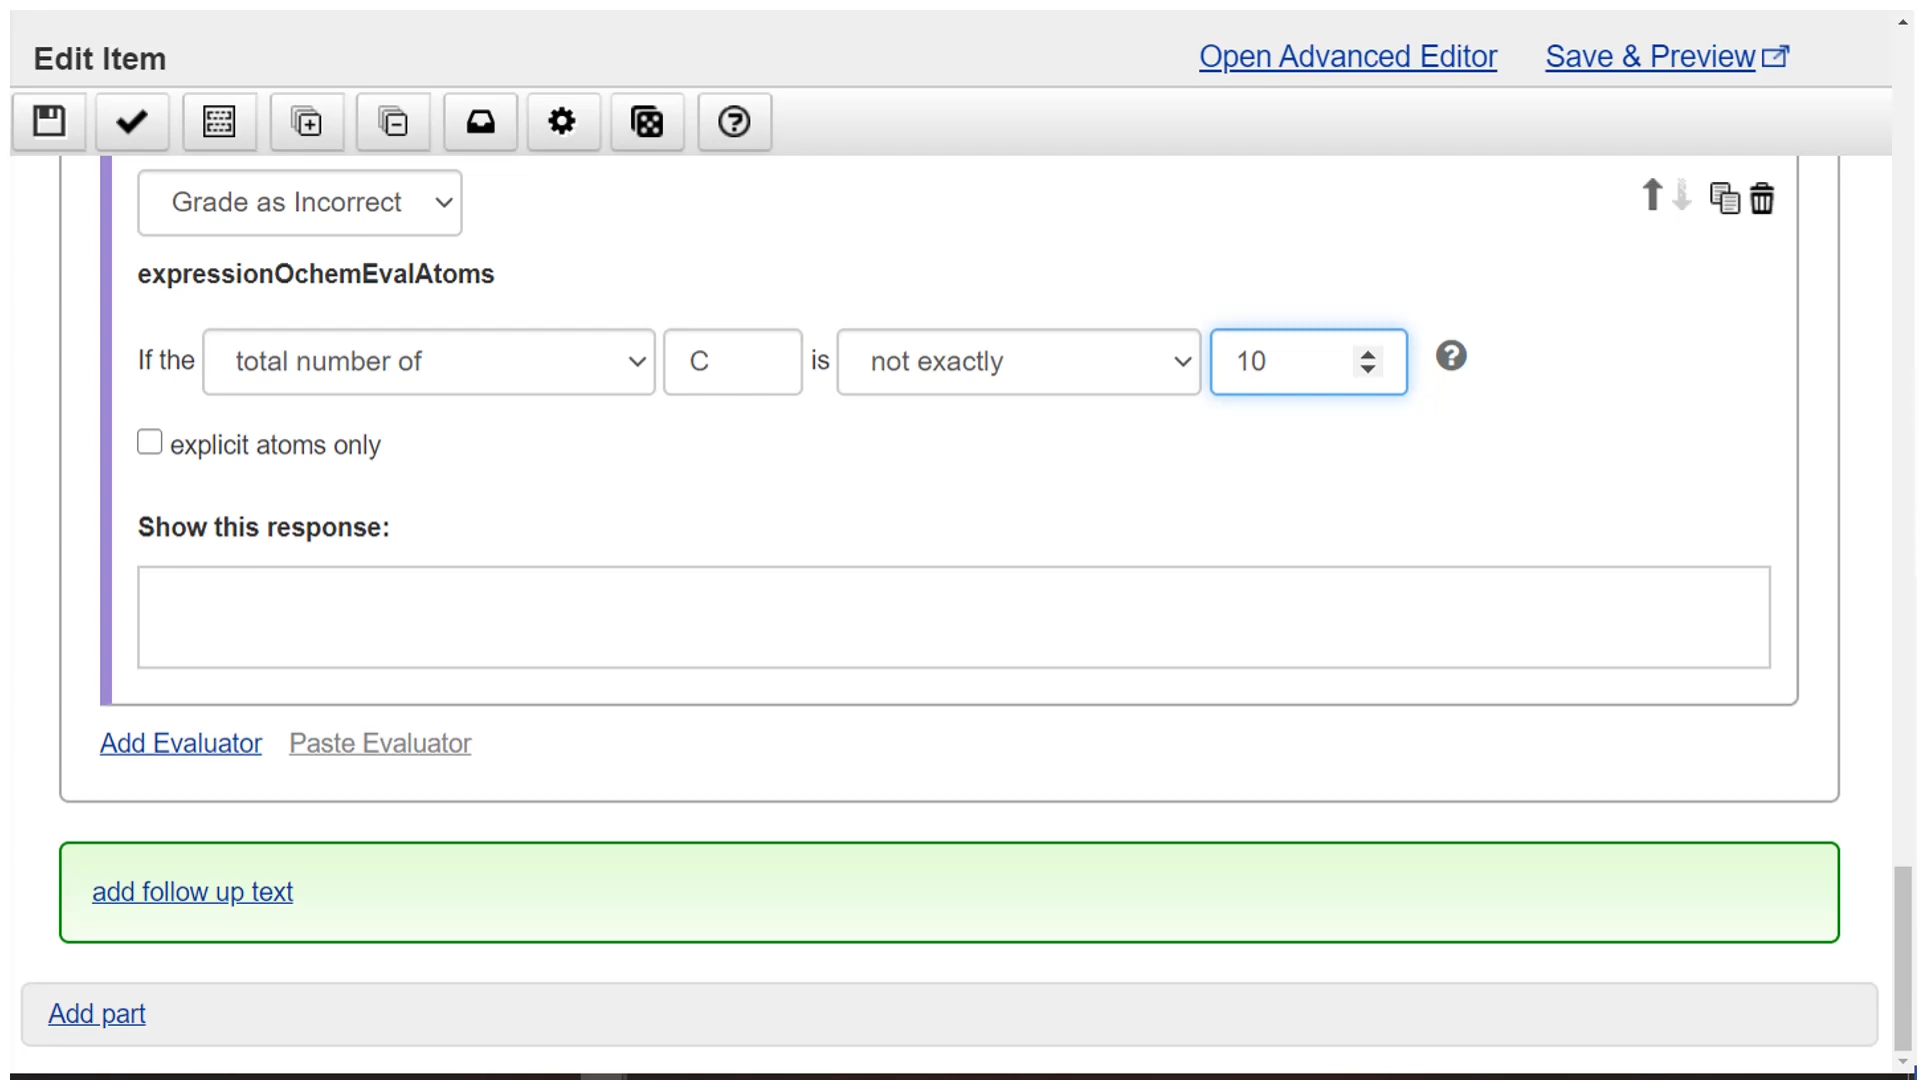 Edit Item
Open Advanced Editor
Save & Preview
Grade as Incorrect
expressionOchemEvalAtoms
If the total number of C is not exactly 10
explicit atoms only
Show this response:
Add Evaluator Paste Evaluator
add follow up text
Add part